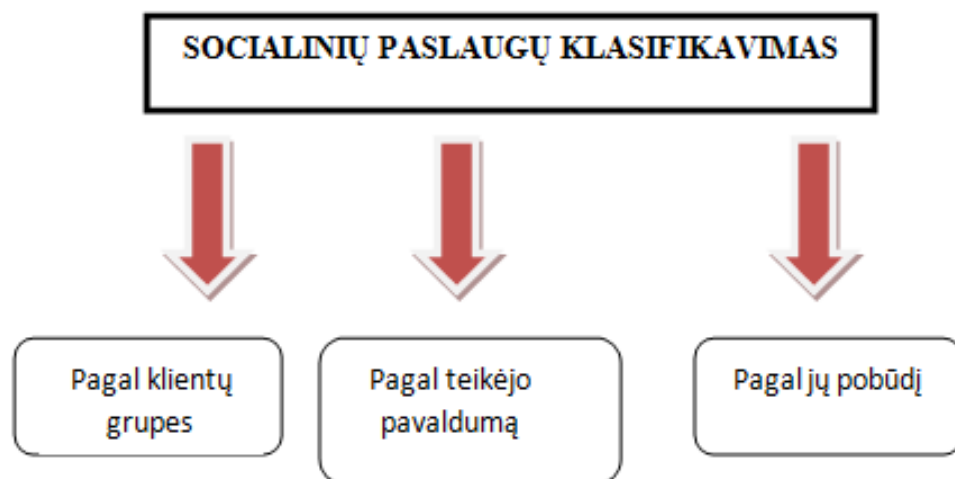 SOCIALINIŲ PASLAUGŲ KLASIFIKAVIMAS
Pagal klientų
grupes
Pagal teikėjo
pavaldumą
Pagal jų pobūdį